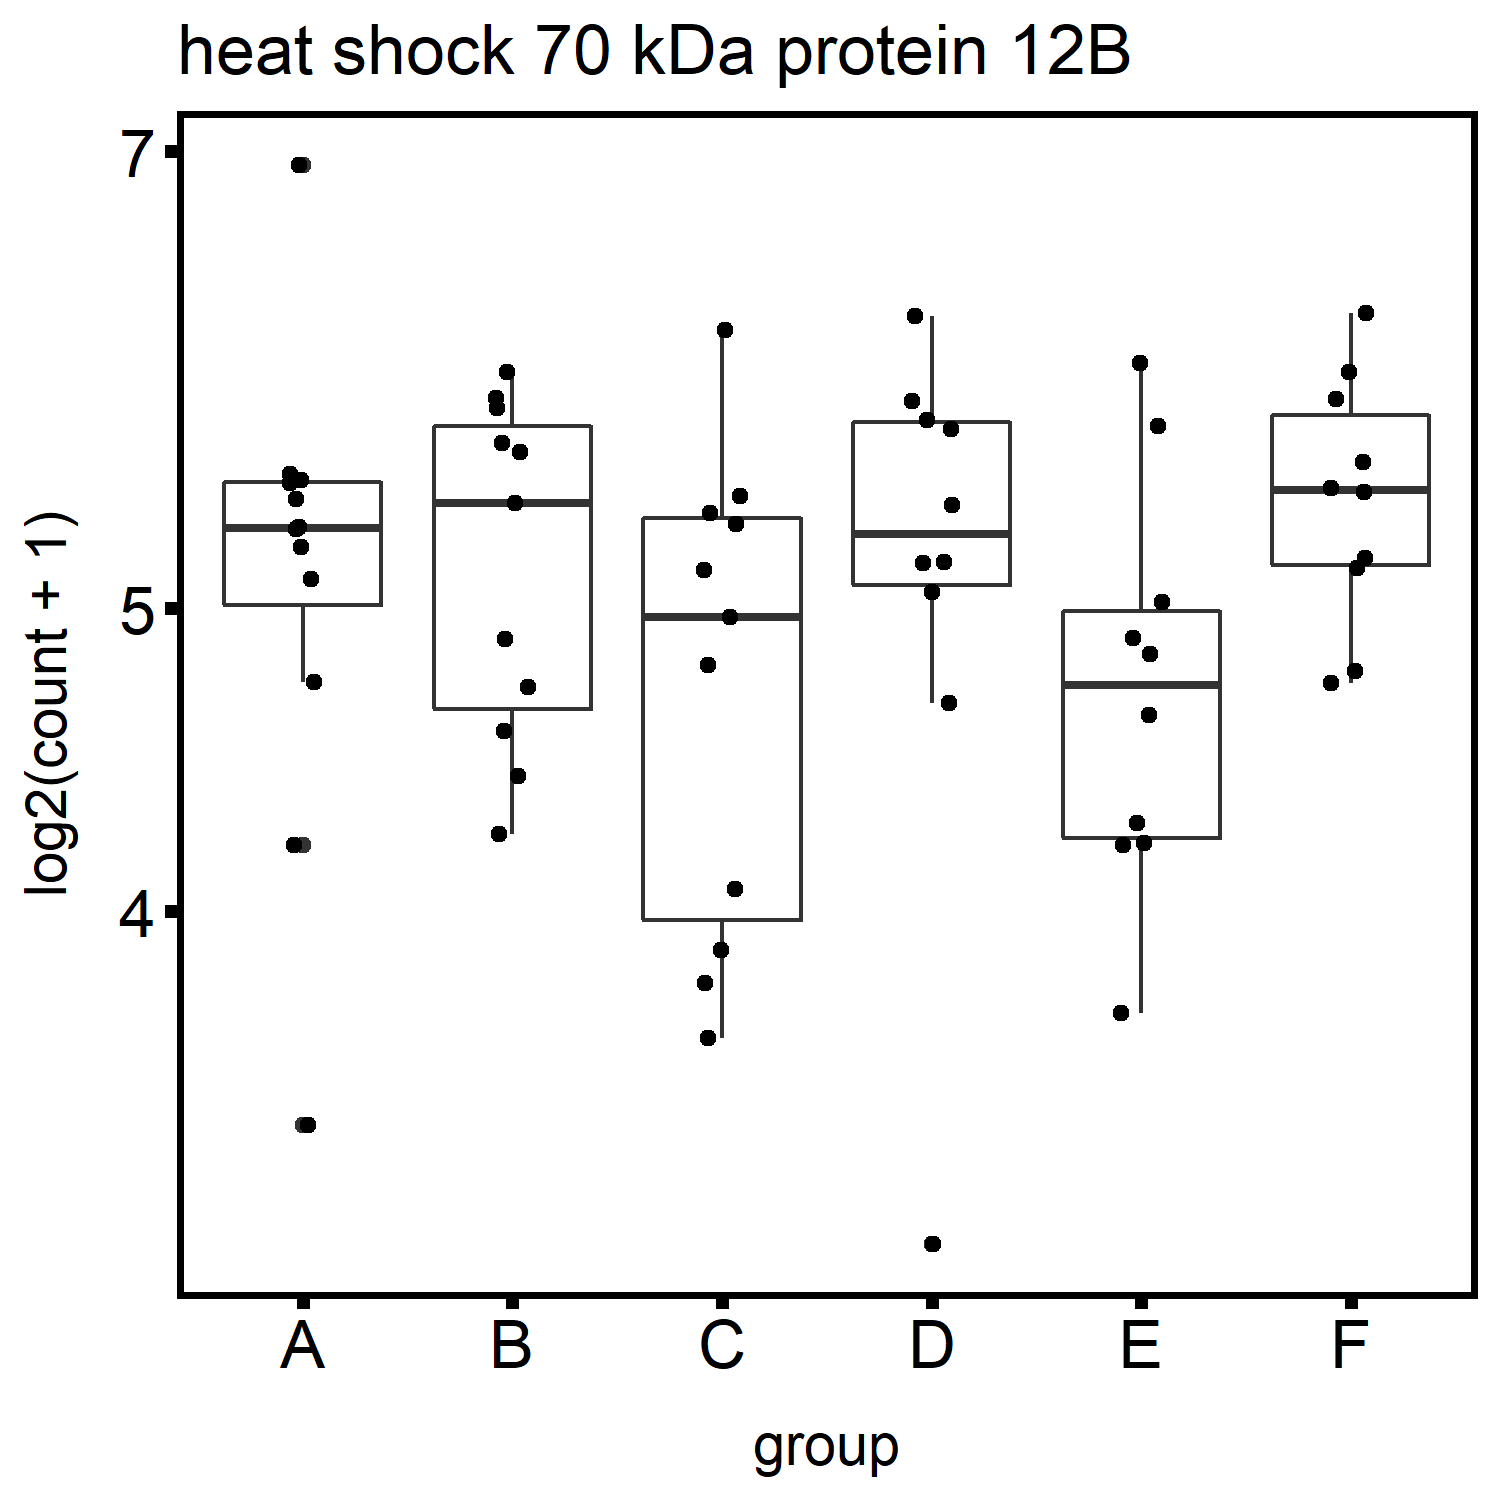 heat shock 70 kDa protein 12B
7
5
4
log2(count + 1)
A B C D E F
group